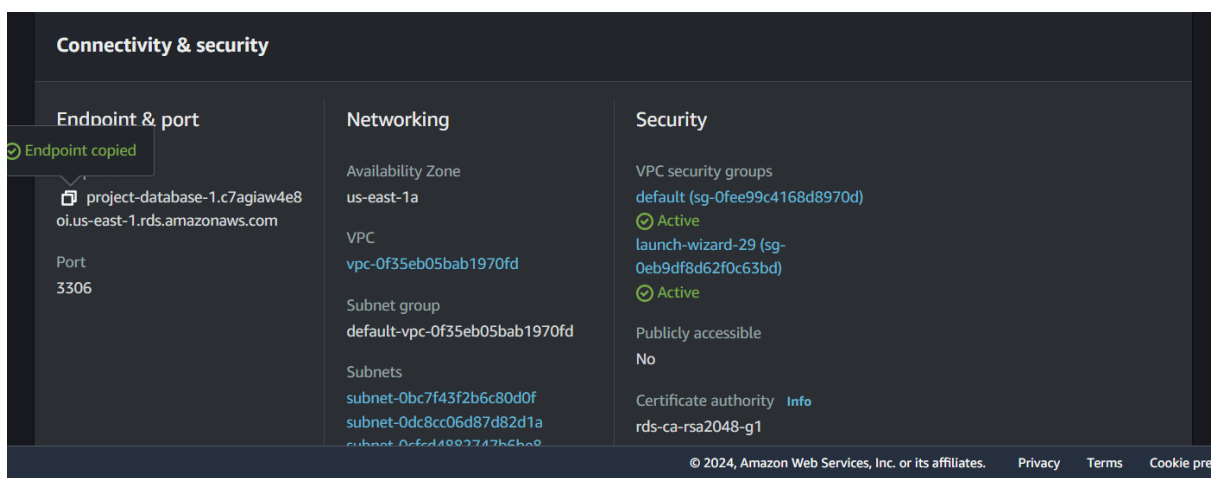 Connectivity & security
Endpoint & port
Endpoint copied
project-database-1.c7agiaw4e8
oi.us-east-1.rds.amazonaws.com
Port
3306
Networking
Availability Zone
us-east-1a
VPC
vpc-0f35eb05bab1970fd
Subnet group
default-vpc-0f35eb05bab1970fd
Subnets
subnet-0bc7f43f2b6c80d0f
subnet-0dc8cc06d87d82d1a
Security
VPC security groups
default (sg-0fee99c4168d8970d)
Active
launch-wizard-29 (sg-
0eb9df8d62f0c63bd)
Active
Publicly accessible
No
Certificate authority Info
rds-ca-rsa2048-g1
© 2024, Amazon Web Services, Inc. or its affiliates. Privacy Terms Cookie pre